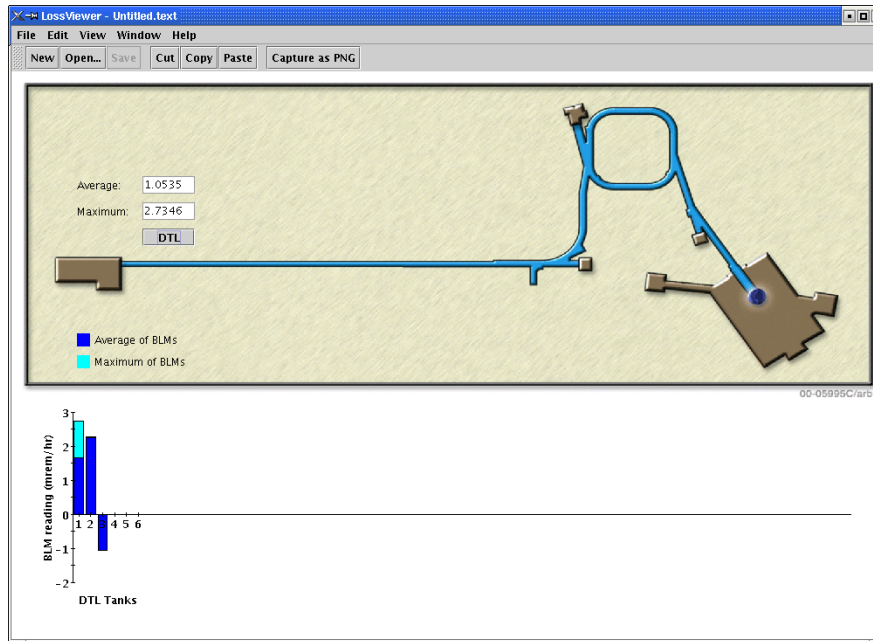 LossViewer - Untitled.text
File Edit View Window Help
New Open... Save Cut Copy Paste Capture as PNG
Average: 1.0535
Maximum: 2.7346
DTL
Average of BLMs
Maximum of BLMs
00-05995C/arb
BLM reading (mrem/hr)
3
2
1
0
-1
-2
1 2 3 4 5 6
DTL Tanks